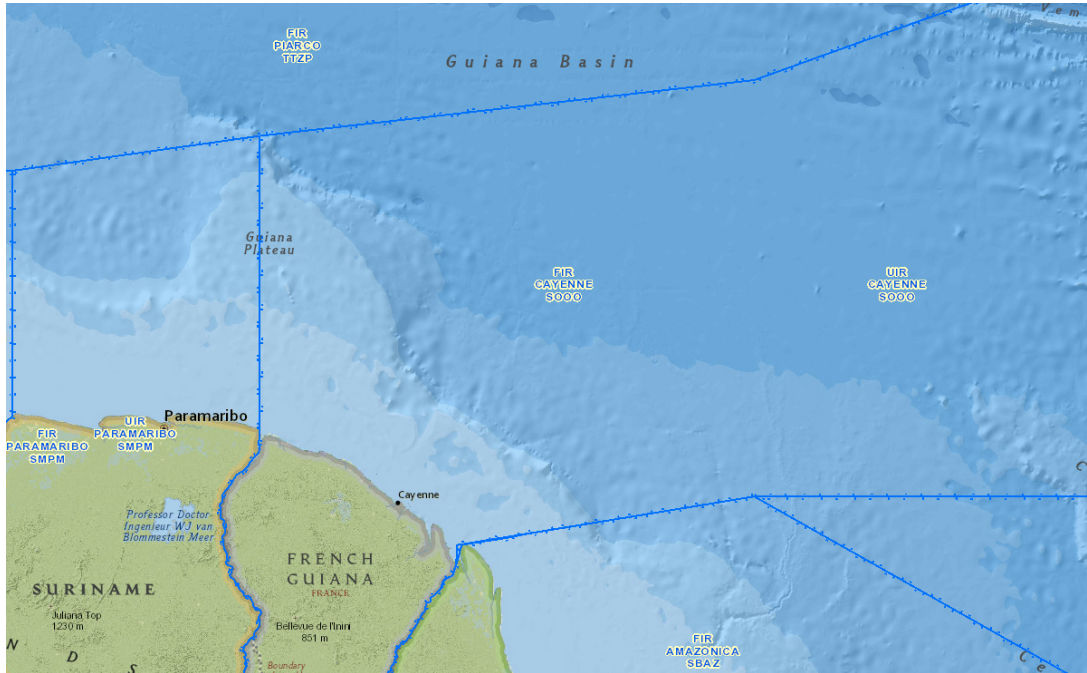 FIR
PIARCO
TTZP
Guiana Basin
Vem
Guiana
Plateau
FIR
CAYENNE
SOOO
UIR
CAYENNE
SOOO
Paramaribo
UIR
PARAMARIBO
SMPM
FIR
PARAMARIBO
SMPM
Cayenne
Professor Doctor-
Ingenieur WJ van
Blommestein Meer
FRENCH
GUIANA
FRANCE
SURINAME
Juliana Top
1230 m
Bellevue de l'Inini
851 m
N D S
Boundary
FIR
AMAZONICA
SBAZ
C
Ce